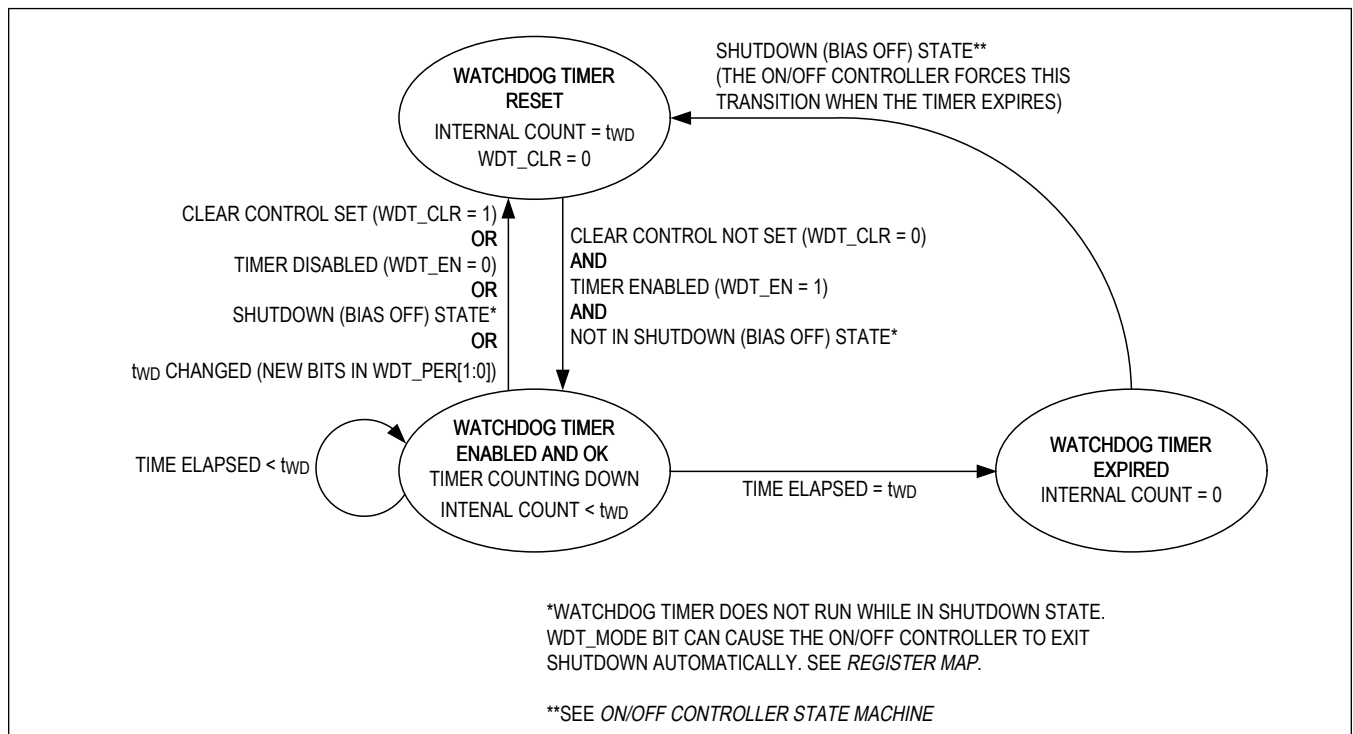 SHUTDOWN (BIAS OFF) STATE**
(THE ON/OFF CONTROLLER FORCES THIS
TRANSITION WHEN THE TIMER EXPIRES)
WATCHDOG TIMER
RESET
INTERNAL COUNT = tWD
WDT_CLR = 0
CLEAR CONTROL SET (WDT_CLR = 1)
OR
TIMER DISABLED (WDT_EN = 0)
OR
SHUTDOWN (BIAS OFF) STATE*
OR
tWD CHANGED (NEW BITS IN WDT_PER[1:0])
CLEAR CONTROL NOT SET (WDT_CLR = 0)
AND
TIMER ENABLED (WDT_EN = 1)
AND
NOT IN SHUTDOWN (BIAS OFF) STATE*
TIME ELAPSED < tWD
WATCHDOG TIMER
ENABLED AND OK
TIMER COUNTING DOWN
INTENAL COUNT < tWD
TIME ELAPSED = tWD
WATCHDOG TIMER
EXPIRED
INTERNAL COUNT = 0
*WATCHDOG TIMER DOES NOT RUN WHILE IN SHUTDOWN STATE.
WDT_MODE BIT CAN CAUSE THE ON/OFF CONTROLLER TO EXIT
SHUTDOWN AUTOMATICALLY. SEE REGISTER MAP.
**SEE ON/OFF CONTROLLER STATE MACHINE